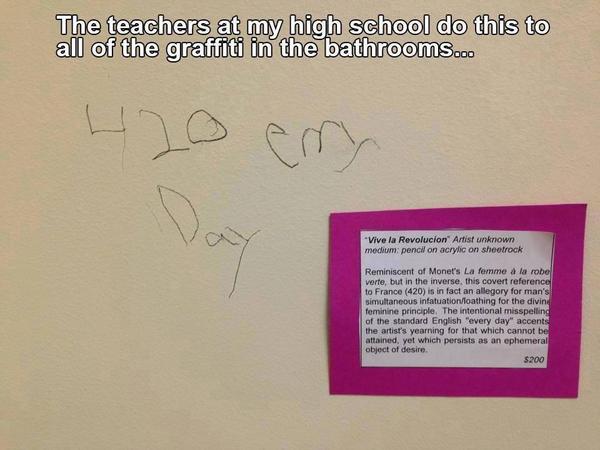 The teachers at my high school do this to
all of the graffiti in the bathrooms...
420 erry
Day
"Vive la Revolucion" Artist unknown
medium: pencil on acrylic on sheetrock
Reminiscent of Monet's La femme à la robe
verte, but in the inverse, this covert reference
to France (420) is in fact an allegory for man's
simultaneous infatuation/loathing for the divine
feminine principle. The intentional misspelling
of the standard English "every day" accents
the artist's yearning for that which cannot be
attained, yet which persists as an ephemeral
object of desire.
$200